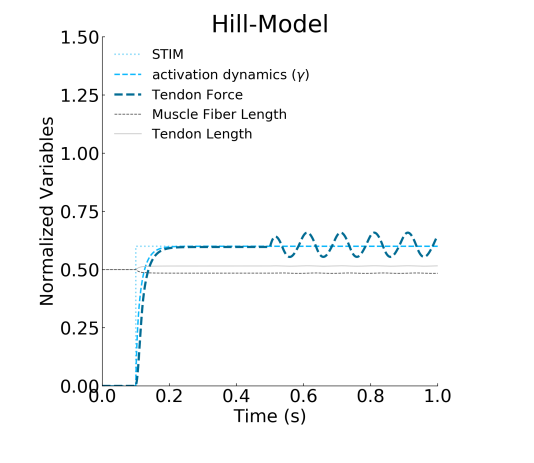 Hill-Model
1.50
1.25
1.00
0.75
0.50
0.25
0.00
Normalized Variables
STIM
activation dynamics (γ)
Tendon Force
Muscle Fiber Length
Tendon Length
0.0 0.2 0.4 0.6 0.8 1.0
Time (s)